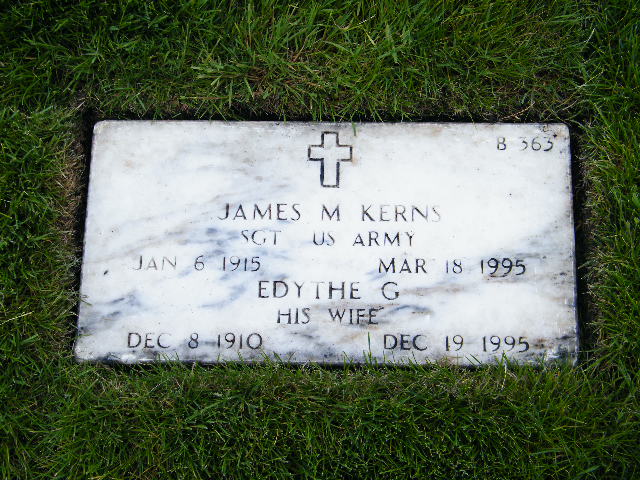 B 363
JAMES M KERNS
SGT US ARMY
JAN 6 1915 MAR 18 1995
EDYTHE G
HIS WIFE
DEC 8 1910 DEC 19 1995